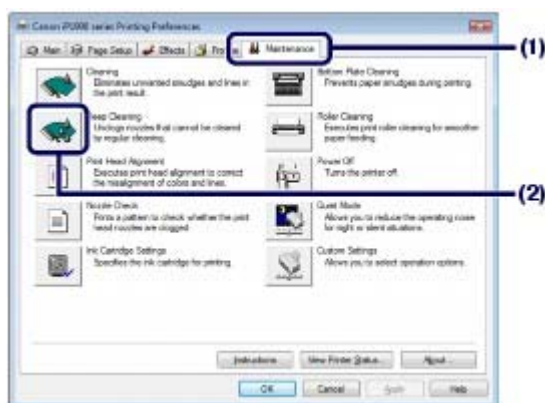 Canon iP2000 series Printing Preferences
Main
Page Setup
Effects
Maintenance
(1)
Cleaning
Eliminates unwanted smudges and lines in
the print result.
Bottom Plate Cleaning
Prevents paper smudges during printing.
Deep Cleaning
Unclogs nozzles that cannot be cleared
by regular cleaning.
Roller Cleaning
Executes print roller cleaning for smoother
paper feeding.
Print Head Alignment
Executes print head alignment to correct
the misalignment of colors and lines.
Power Off
Turns the printer off.
(2)
Nozzle Check
Prints a pattern to check whether the print
head nozzles are clogged.
Quiet Mode
Allows you to reduce the operating noise
for night or silent situations.
Ink Cartridge Settings
Specifies the ink cartridge for printing.
Custom Settings
Allows you to select operation options.
Instructions
View Printer Status...
About...
OK
Cancel
Apply
Help